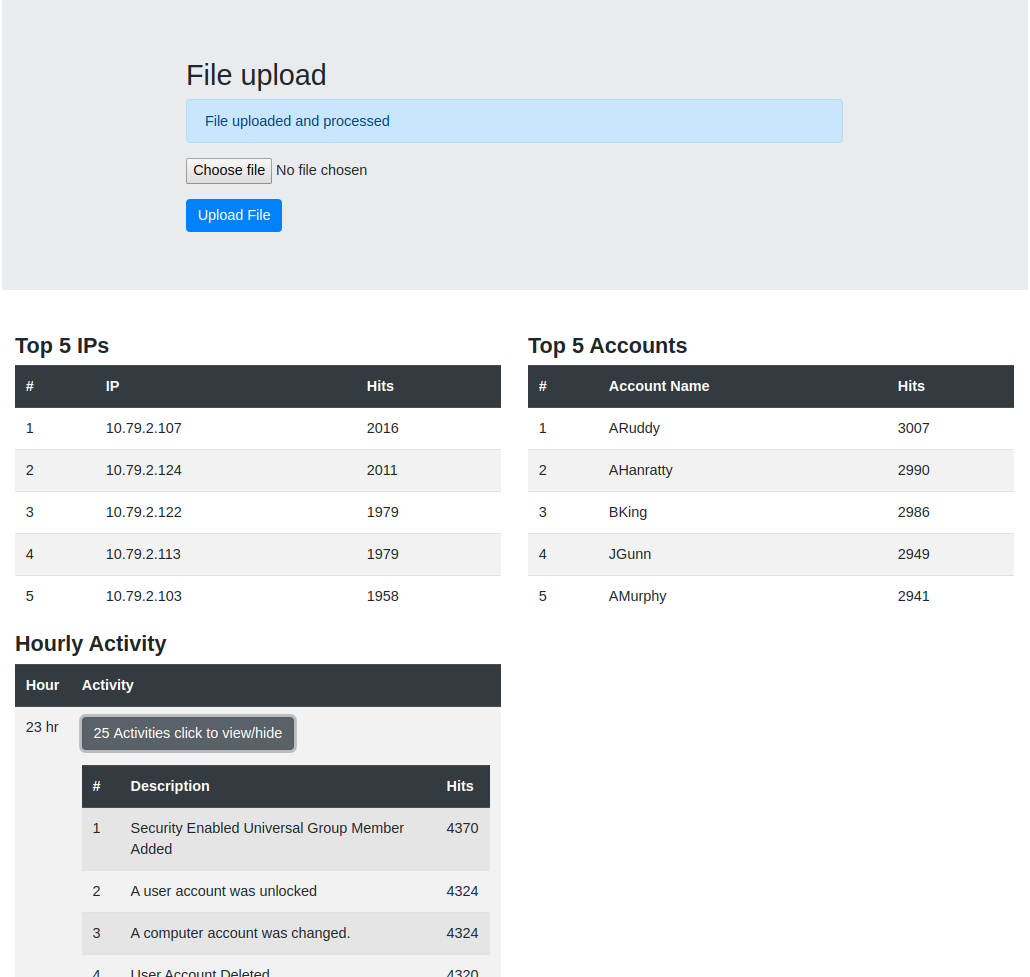 File upload
File uploaded and processed
Choose file No file chosen
Upload File
Top 5 IPs
# IP Hits
1 10.79.2.107 2016
2 10.79.2.124 2011
3 10.79.2.122 1979
4 10.79.2.113 1979
5 10.79.2.103 1958
Top 5 Accounts
# Account Name Hits
1 ARuddy 3007
2 AHanratty 2990
3 BKing 2986
4 JGunn 2949
5 AMurphy 2941
Hourly Activity
Hour Activity
23 hr 25 Activities click to view/hide
# Description Hits
1 Security Enabled Universal Group Member 4370
Added
2 A user account was unlocked 4324
3 A computer account was changed. 4324
4 User Account Deleted 4320